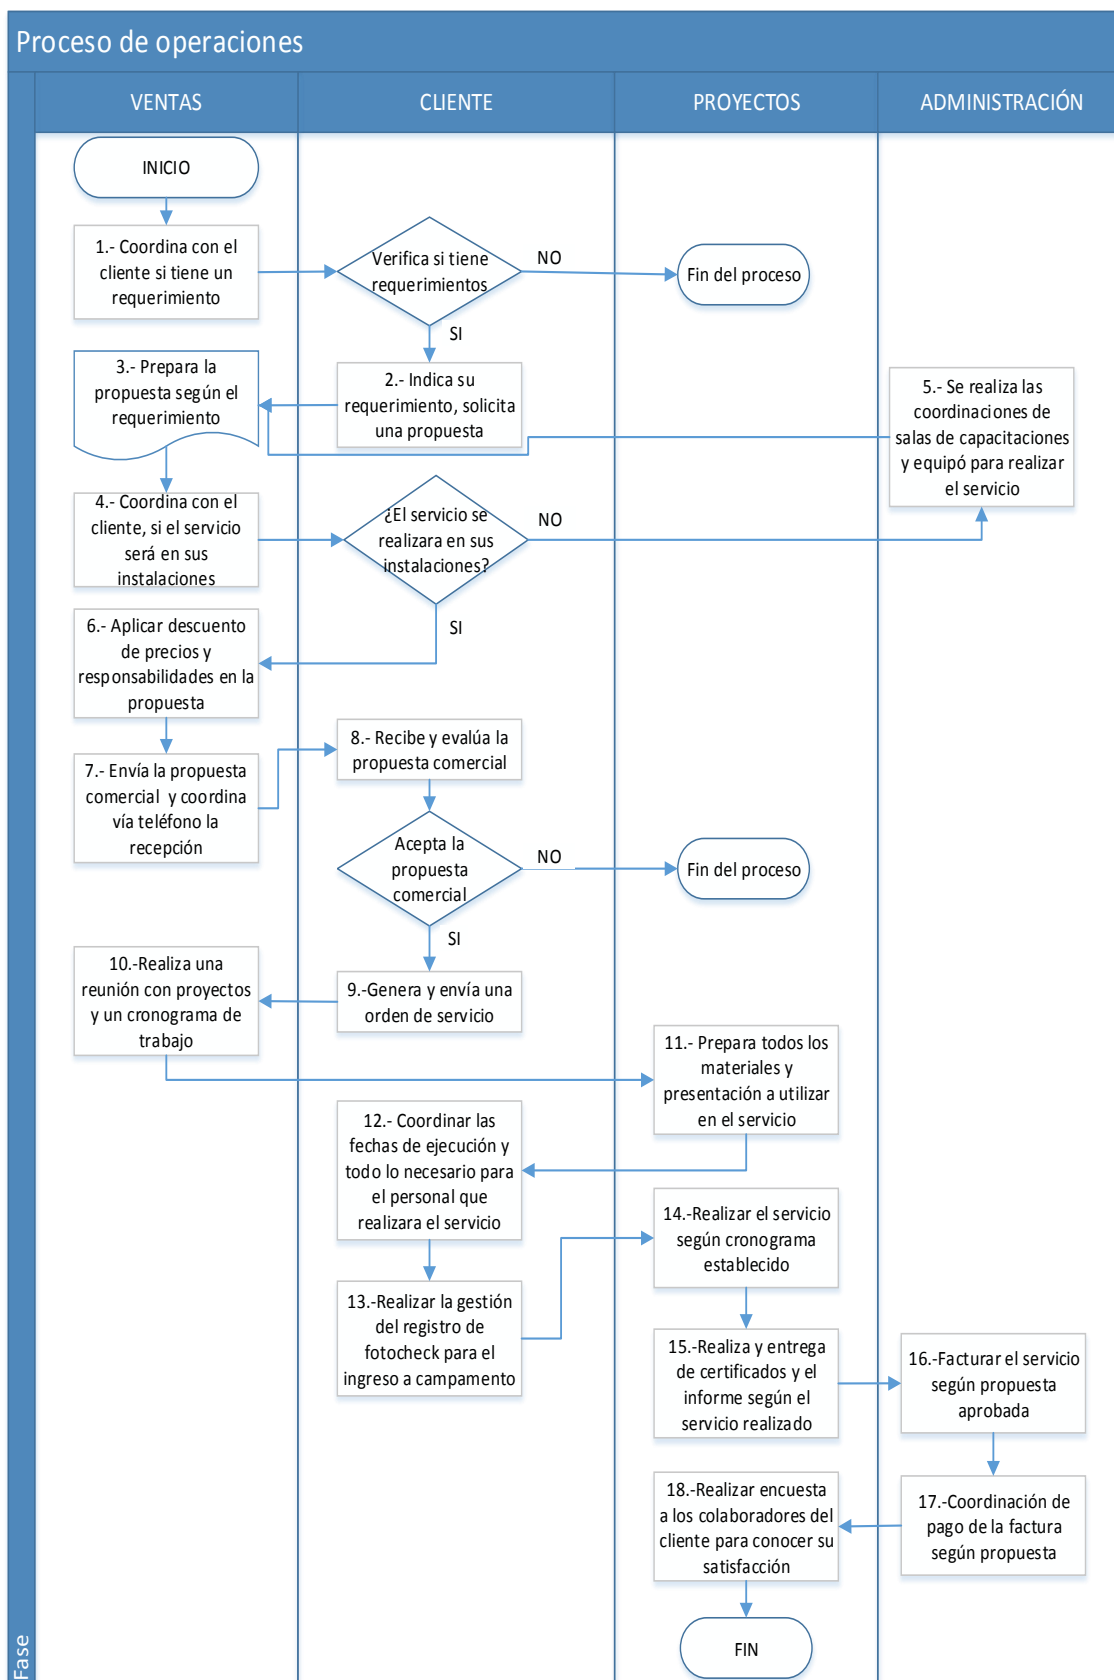 Proceso de operaciones
VENTAS
CLIENTE
PROYECTOS
ADMINISTRACIÓN
INICIO
1.- Coordina con el
cliente si tiene un
requerimiento
Verifica si tiene
requerimientos
NO
Fin del proceso
SI
3.- Prepara la
propuesta según el
requerimiento
2.- Indica su
requerimiento, solicita
una propuesta
5.- Se realiza las
coordinaciones de
salas de capacitaciones
y equipó para realizar
el servicio
4.- Coordina con el
cliente, si el servicio
será en sus
instalaciones
¿El servicio se
realizara en sus
instalaciones?
NO
SI
6.- Aplicar descuento
de precios y
responsabilidades en la
propuesta
7.- Envía la propuesta
comercial y coordina
vía teléfono la
recepción
8.- Recibe y evalúa la
propuesta comercial
Acepta la
propuesta
comercial
NO
Fin del proceso
SI
10.-Realiza una
reunión con proyectos
y un cronograma de
trabajo
9.-Genera y envía una
orden de servicio
11.- Prepara todos los
materiales y
presentación a utilizar
en el servicio
12.- Coordinar las
fechas de ejecución y
todo lo necesario para
el personal que
realizara el servicio
14.-Realizar el servicio
según cronograma
establecido
13.-Realizar la gestión
del registro de
fotocheck para el
ingreso a campamento
15.-Realiza y entrega
de certificados y el
informe según el
servicio realizado
16.-Facturar el servicio
según propuesta
aprobada
18.-Realizar encuesta
a los colaboradores del
cliente para conocer su
satisfacción
17.-Coordinación de
pago de la factura
según propuesta
FIN
Fase